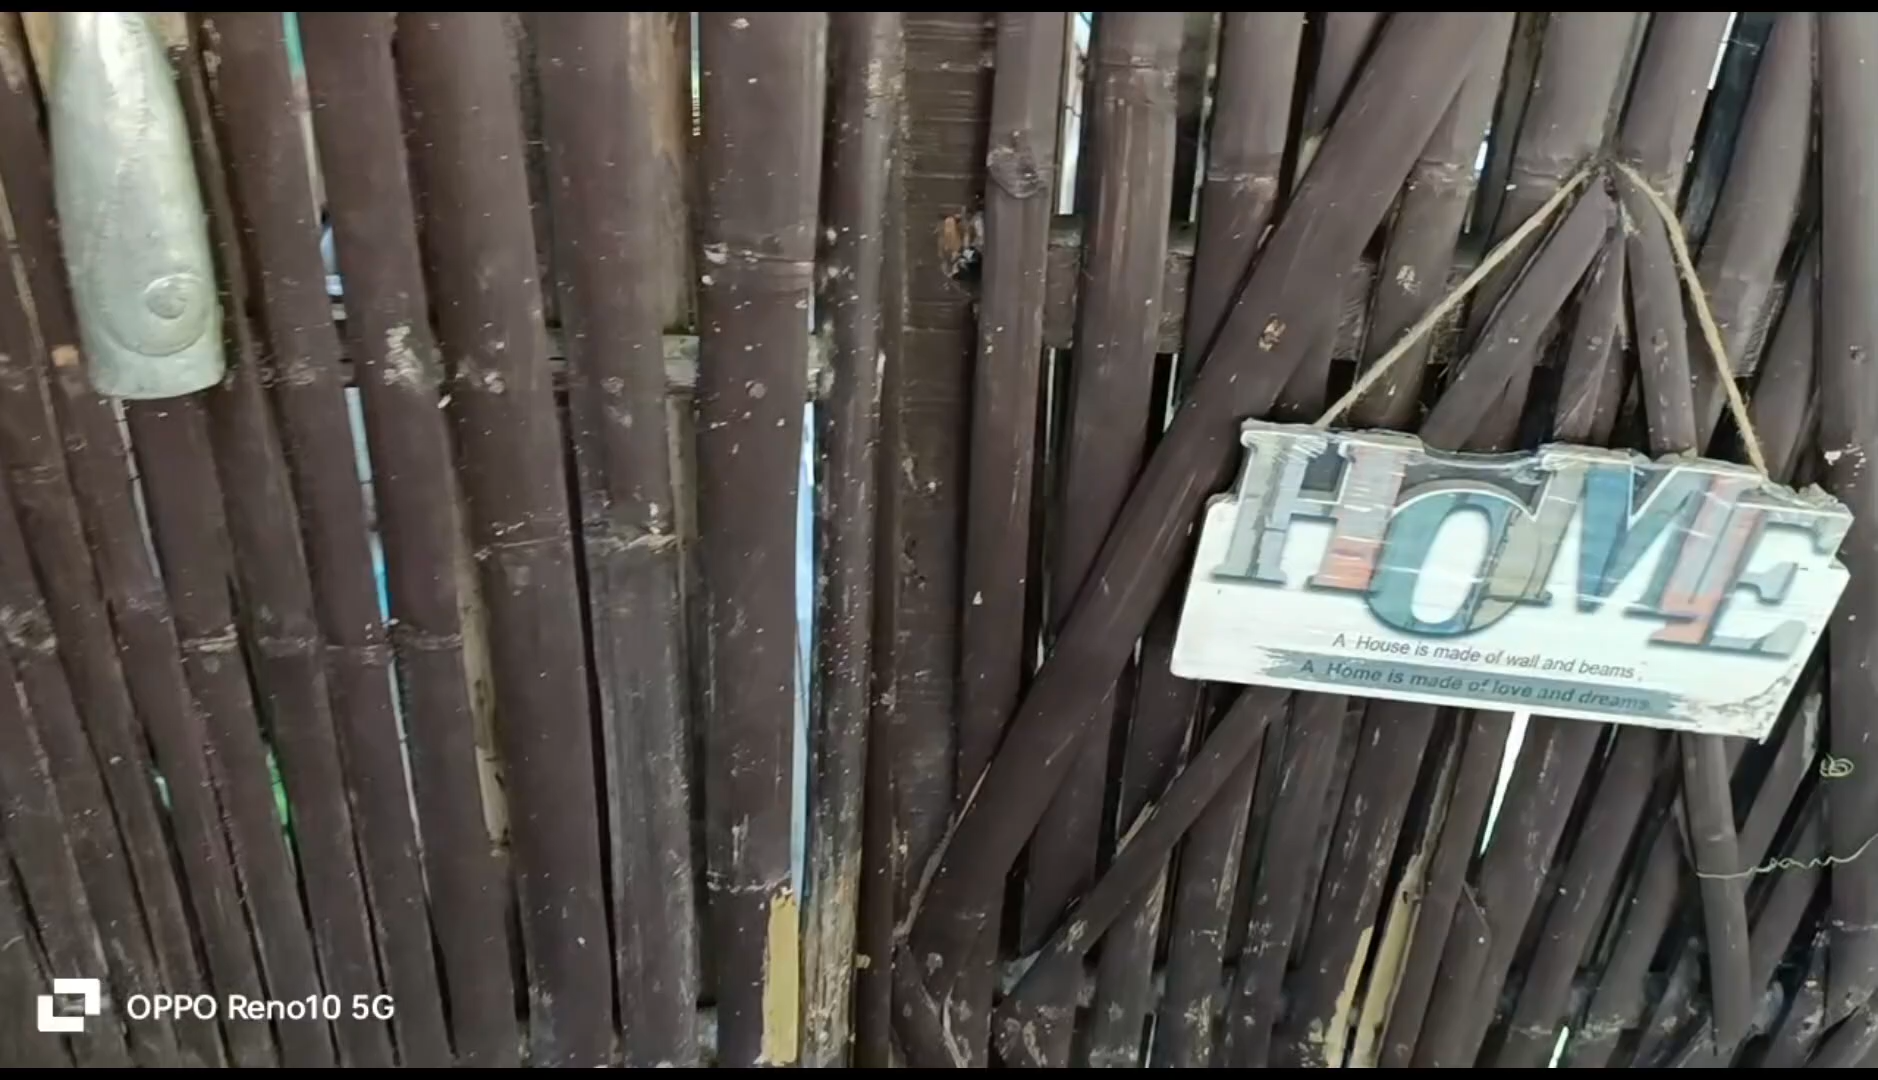 HOME
A House is made of wall and beams ;
A Home is made of love and dreams.
OPPO Reno10 5G